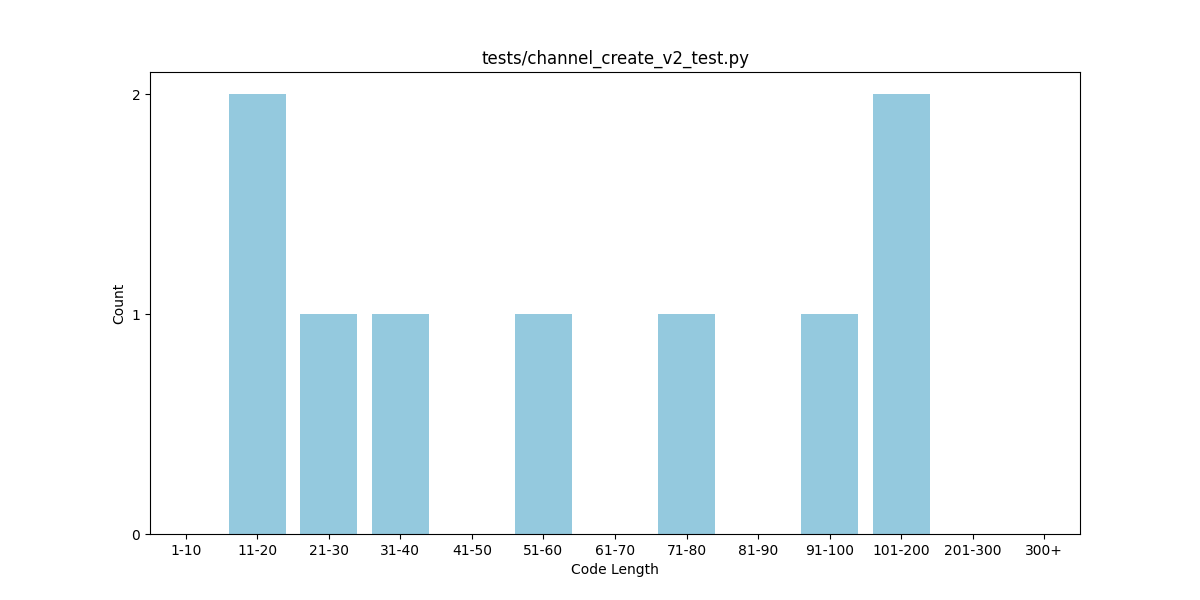 tests/channel_create_v2_test.py
Count
2
1
0
1-10 11-20 21-30 31-40 41-50 51-60 61-70 71-80 81-90 91-100 101-200 201-300 300+
Code Length